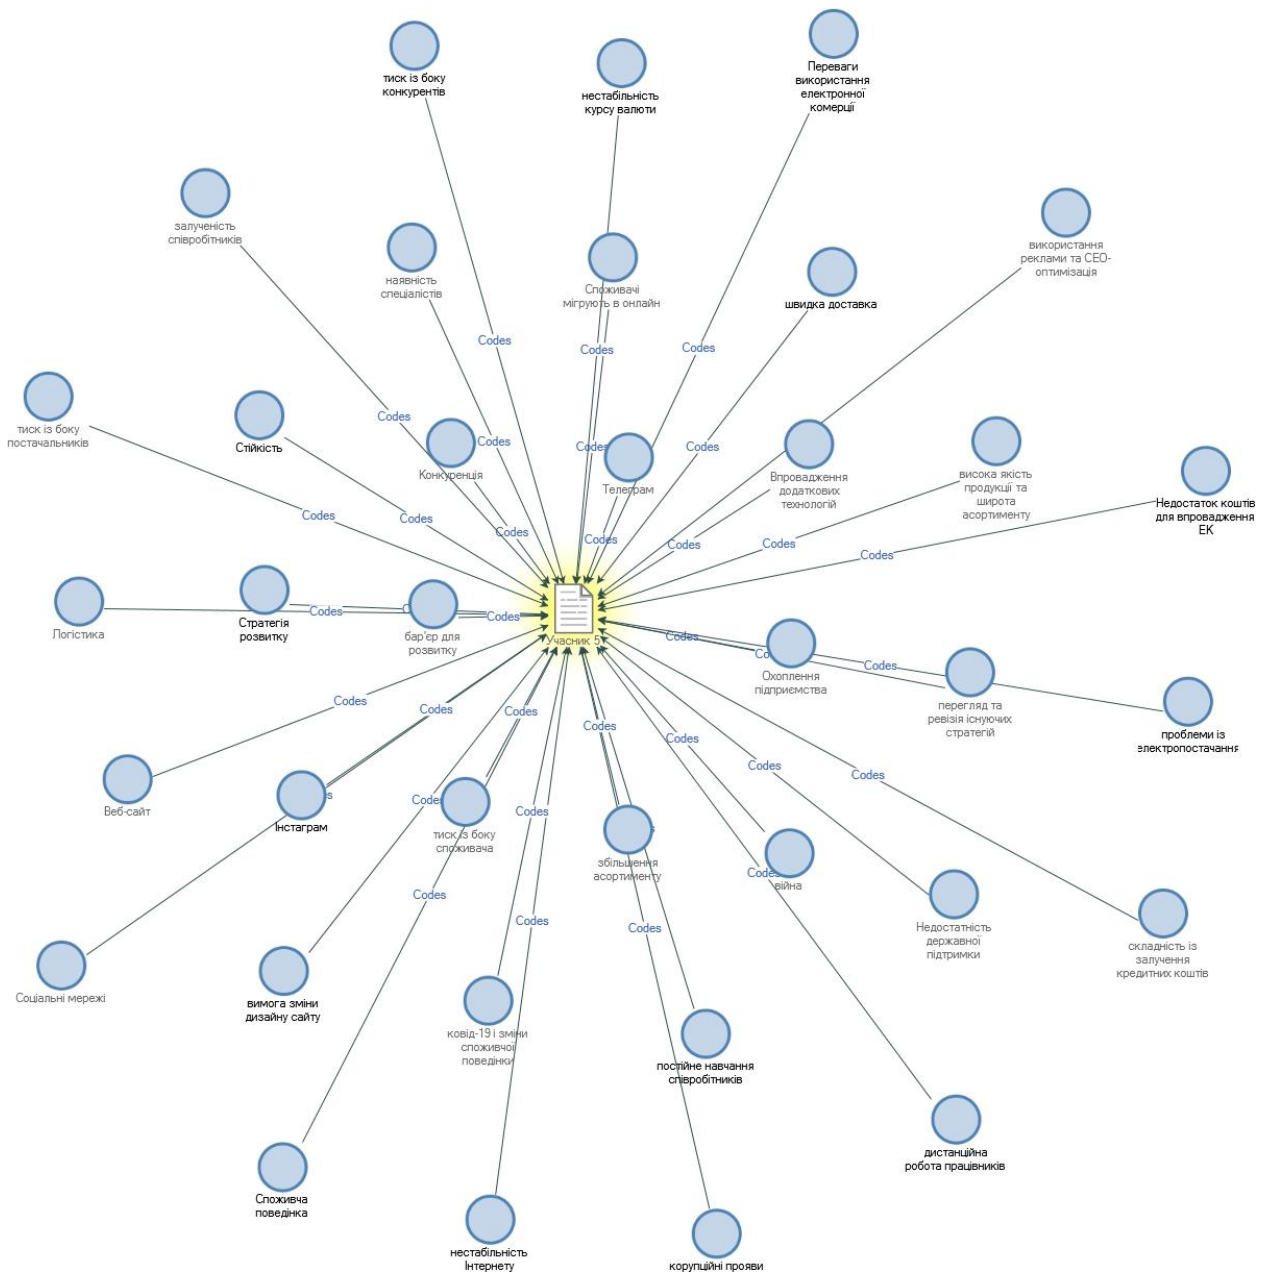 тиск із боку
конкурентів
нестабільність
курсу валюти
Переваги
використання
електронної
комерції
залученість
співробітників
наявність
спеціалістів
Споживачі
мігрують в онлайн
швидка доставка
використання
реклами та СЕО-
оптимізація
Codes
Codes
Codes
тиск із боку
постачальників
Стійкість
Codes
Конкуренція
Codes
Codes
Телеграм
Codes
Впровадження
додаткових
технологій
висока якість
продукції та
широта
асортименту
Недостаток коштів
для впровадження
ЕК
Codes
Codes
Codes
Codes
Codes
Codes
Codes
Логістика
Стратегія
розвитку
Codes
бар'єр для
розвитку
Codes
Учасник 5
Codes
Охоплення
підприємства
Codes
перегляд та
ревізія існуючих
стратегій
проблеми із
електропостачання
Codes
Codes
Codes
Codes
Codes
Codes
Codes
Веб-сайт
Інстаграм
Codes
тиск із боку
споживача
Codes
збільшення
асортименту
Codes
війна
Codes
Codes
Codes
Codes
Соціальні мережі
вимога зміни
дизайну сайту
ковід-19 і зміни
споживчої
поведінки
Недостатність
державної
підтримки
складність із
залучення
кредитних коштів
постійне навчання
співробітників
дистанційна
робота працівників
Споживча
поведінка
нестабільність
Інтернету
корупційні прояви